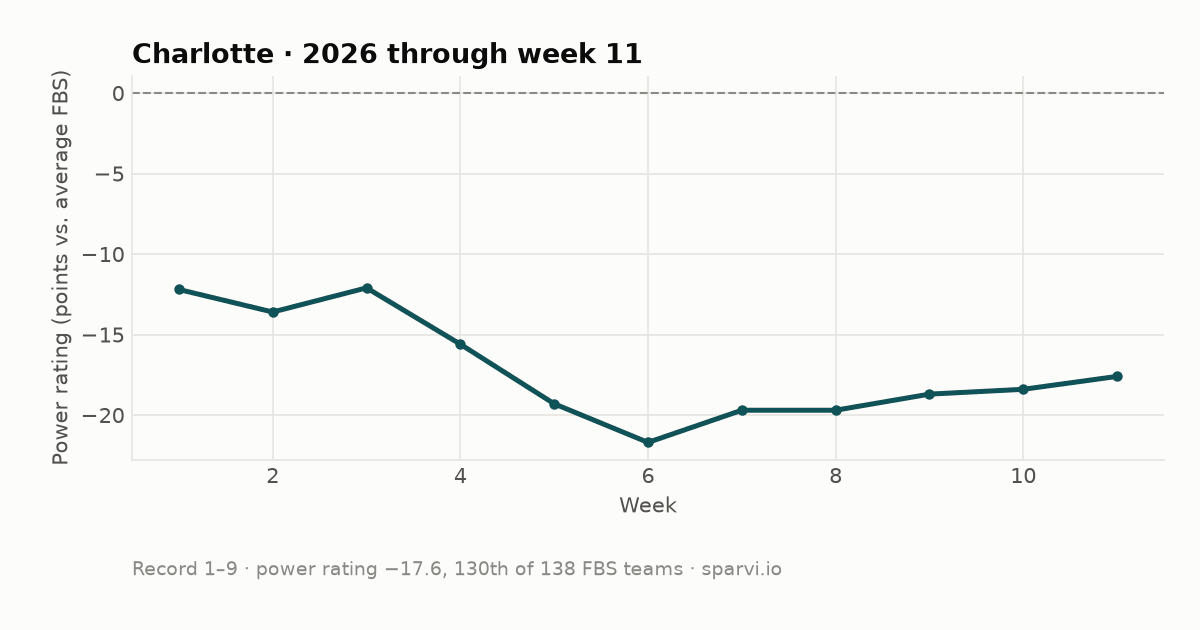 Charlotte · 2026 through week 11
Power rating (points vs. average FBS)
0
−5
−10
−15
−20
2 4 6 8 10
Week
Record 1–9 · power rating −17.6, 130th of 138 FBS teams · sparvi.io